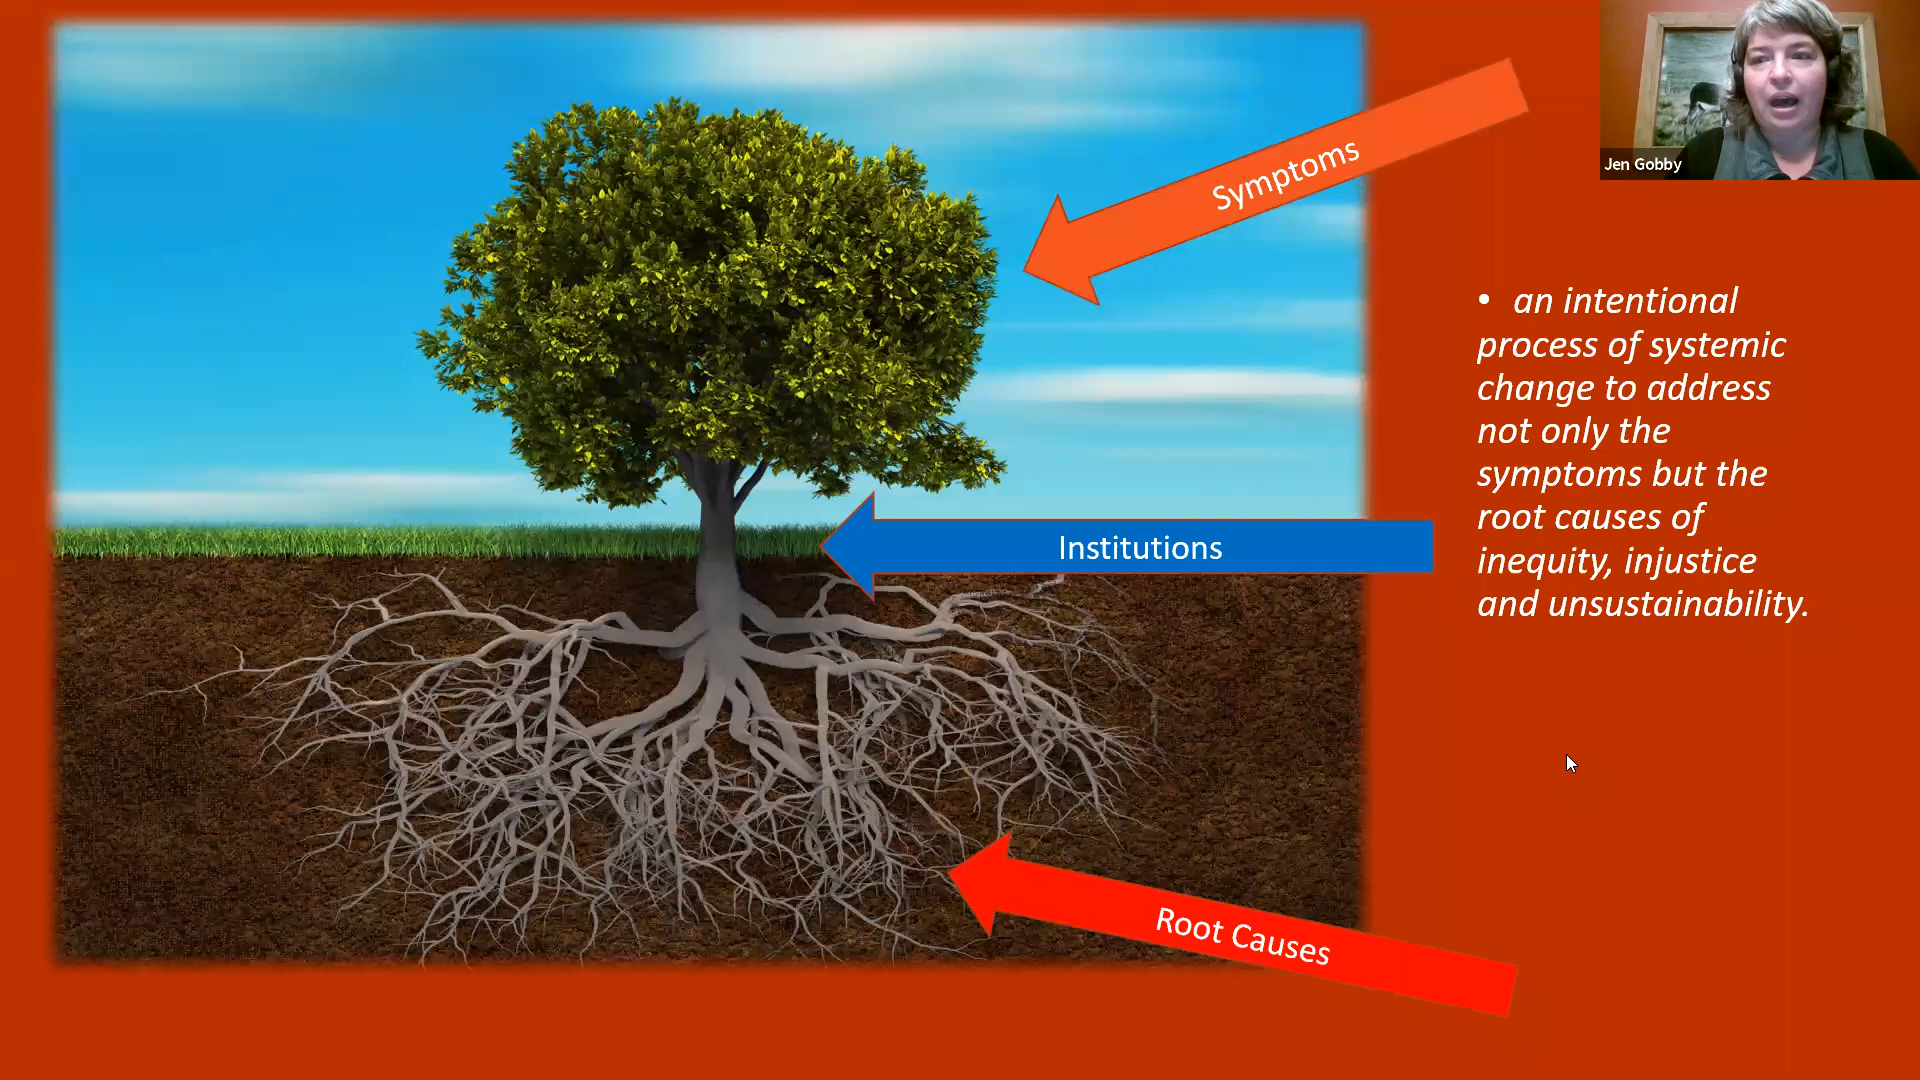 Symptoms
Jen Gobby
• an intentional
process of systemic
change to address
not only the
symptoms but the
root causes of
inequity, injustice
and unsustainability.
Institutions
Root Causes